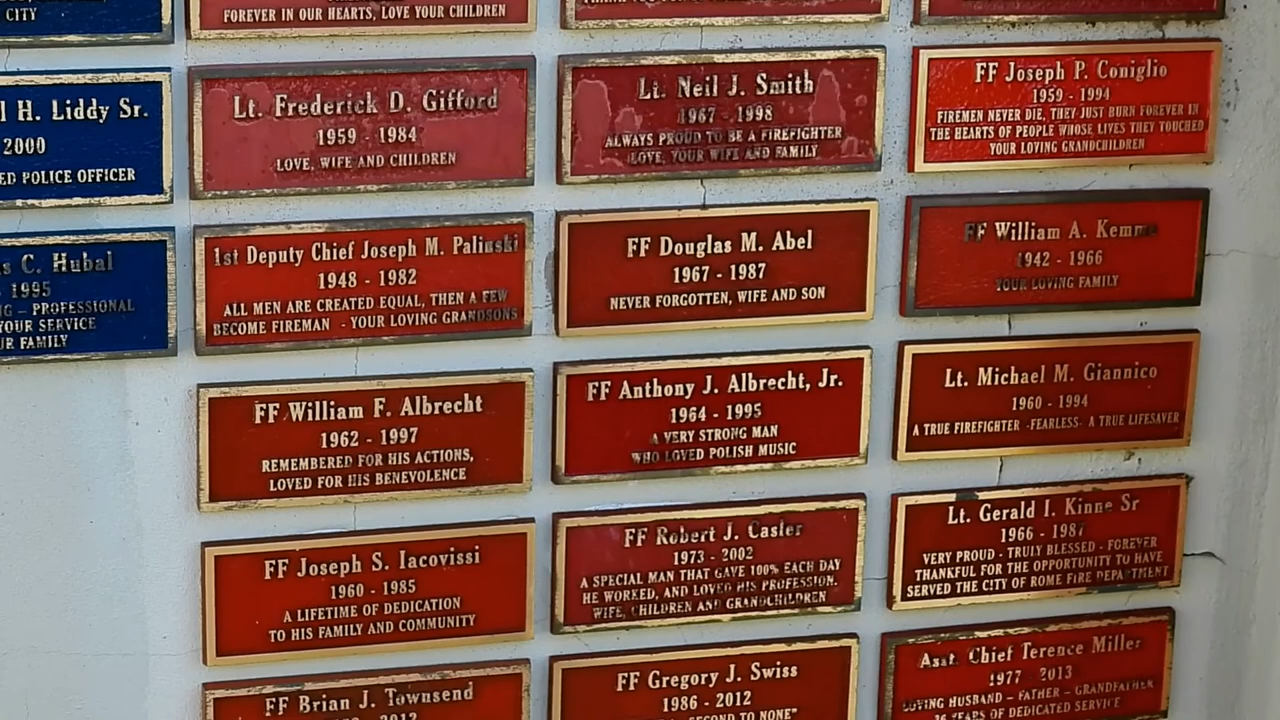 CITY
H. Liddy Sr.
2000
ED POLICE OFFICER
C. Hubal
1995
PROFESSIONAL
YOUR SERVICE
UR FAMILY
FOREVER IN OUR HEARTS, LOVE YOUR CHILDREN
Lt. Frederick D. Gifford
1959 - 1984
LOVE, WIFE AND CHILDREN
1st Deputy Chief Joseph M. Palinski
1948 - 1982
ALL MEN ARE CREATED EQUAL, THEN A FEW
BECOME FIREMAN - YOUR LOVING GRANDSONS
FF William F. Albrecht
1962 - 1997
REMEMBERED FOR HIS ACTIONS,
LOVED FOR HIS BENEVOLENCE
FF Joseph S. Iacovissi
1960 - 1985
A LIFETIME OF DEDICATION
TO HIS FAMILY AND COMMUNITY
FF Brian J. Townsend
Lt. Neil J. Smith
1967 - 1998
ALWAYS PROUD TO BE A FIREFIGHTER
LOVE, YOUR WIFE AND FAMILY
FF Douglas M. Abel
1967 - 1987
NEVER FORGOTTEN, WIFE AND SON
FF Anthony J. Albrecht, Jr.
1964 - 1995
A VERY STRONG MAN
WHO LOVED POLISH MUSIC
FF Robert J. Casler
1973 - 2002
A SPECIAL MAN THAT GAVE 100% EACH DAY
HE WORKED, AND LOVED HIS PROFESSION.
WIFE, CHILDREN AND GRANDCHILDREN
FF Gregory J. Swiss
1986 - 2012
SECOND TO NONE"
FF Joseph P. Coniglio
1959 - 1994
FIREMEN NEVER DIE, THEY JUST BURN FOREVER IN
THE HEARTS OF PEOPLE WHOSE LIVES THEY TOUCHED
YOUR LOVING GRANDCHILDREN
FF William A. Kemme
1942 - 1966
YOUR LOVING FAMILY
Lt. Michael M. Giannico
1960 - 1994
A TRUE FIREFIGHTER -FEARLESS- A TRUE LIFESAVER
Lt. Gerald I. Kinne Sr
1966 - 1987
VERY PROUD - TRULY BLESSED - FOREVER
THANKFUL FOR THE OPPORTUNITY TO HAVE
SERVED THE CITY OF ROME FIRE DEPARTMENT
Asst. Chief Terence Miller
1977 - 2013
LOVING HUSBAND - FATHER - GRANDFATHER
36 YEARS OF DEDICATED SERVICE